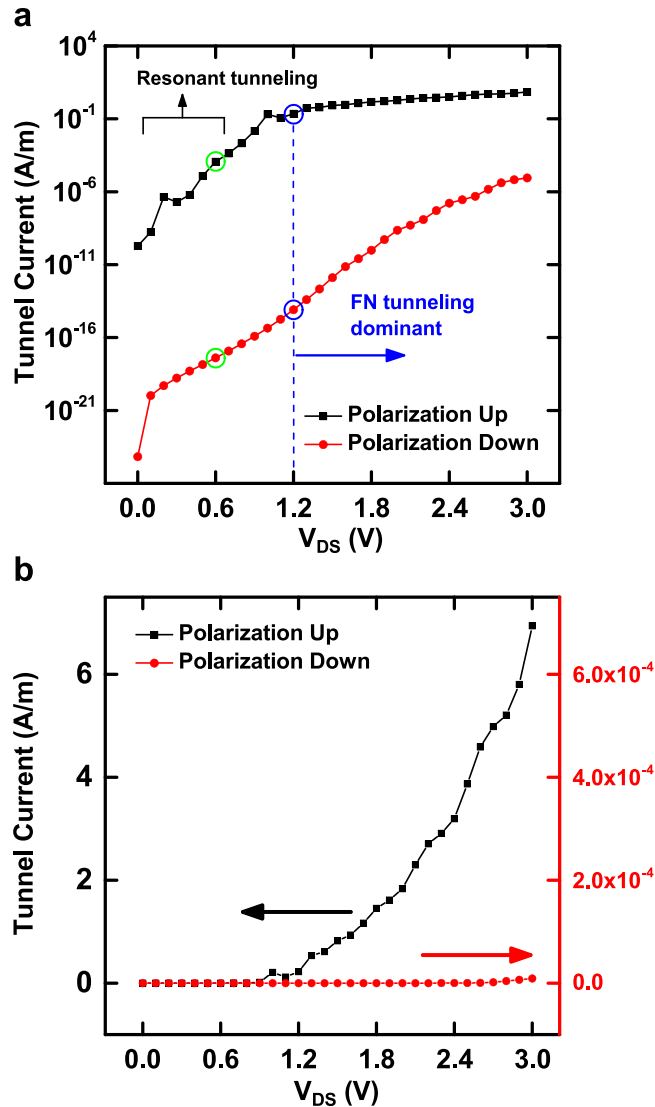 a
10⁴
10⁻¹
10⁻⁶
10⁻¹¹
10⁻¹⁶
10⁻²¹
Tunnel Current (A/m)
Resonant tunneling
FN tunneling
dominant
Polarization Up
Polarization Down
0.0 0.6 1.2 1.8 2.4 3.0
V_DS (V)
b
Polarization Up
Polarization Down
6
4
2
0
Tunnel Current (A/m)
6.0x10⁻⁴
4.0x10⁻⁴
2.0x10⁻⁴
0.0
0.0 0.6 1.2 1.8 2.4 3.0
V_DS (V)